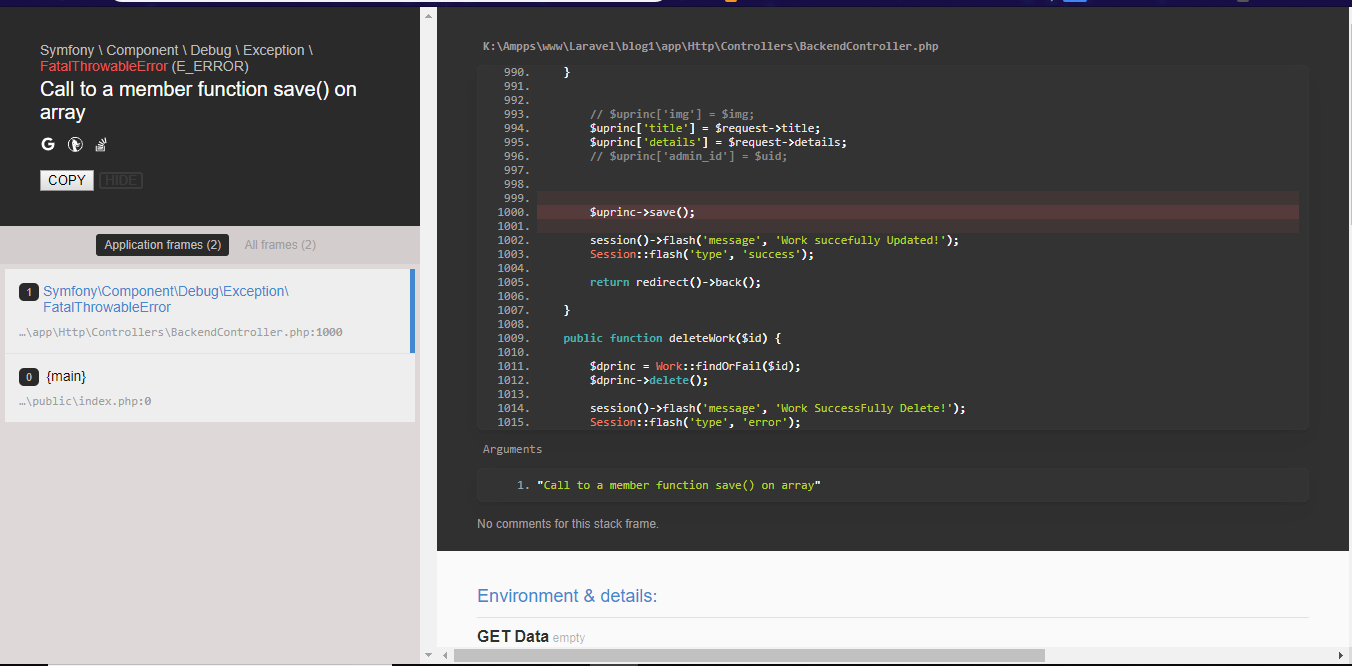 Symfony \ Component \ Debug \ Exception \
FatalThrowableError (E_ERROR)
Call to a member function save() on
array
COPY HIDE
Application frames (2) All frames (2)
1 Symfony\Component\Debug\Exception\
FatalThrowableError
…\app\Http\Controllers\BackendController.php:1000
0 {main}
…\public\index.php:0
K:\Ampps\www\Laravel\blog1\app\Http\Controllers\BackendController.php
990. }
991.
992.
993. // $uprinc['img'] = $img;
994. $uprinc['title'] = $request->title;
995. $uprinc['details'] = $request->details;
996. // $uprinc['admin_id'] = $uid;
997.
998.
999.
1000. $uprinc->save();
1001.
1002. session()->flash('message', 'Work succefully Updated!');
1003. Session::flash('type', 'success');
1004.
1005. return redirect()->back();
1006.
1007. }
1008.
1009. public function deleteWork($id) {
1010.
1011. $dprinc = Work::findOrFail($id);
1012. $dprinc->delete();
1013.
1014. session()->flash('message', 'Work SuccessFully Delete!');
1015. Session::flash('type', 'error');
Arguments
1. "Call to a member function save() on array"
No comments for this stack frame.
Environment & details:
GET Data empty